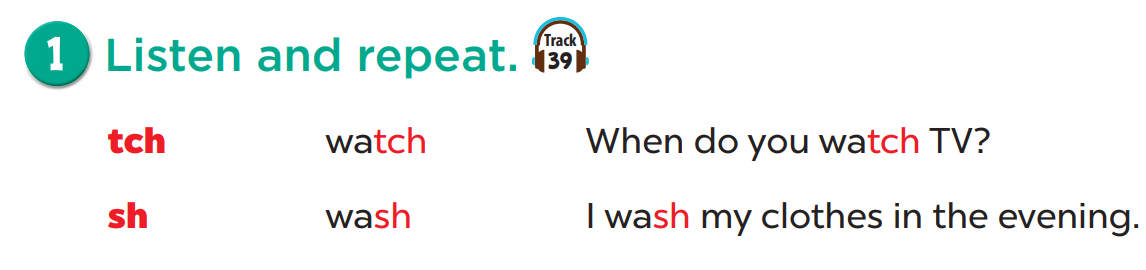 1 Listen and repeat. Track 39
tch watch When do you watch TV?
sh wash I wash my clothes in the evening.